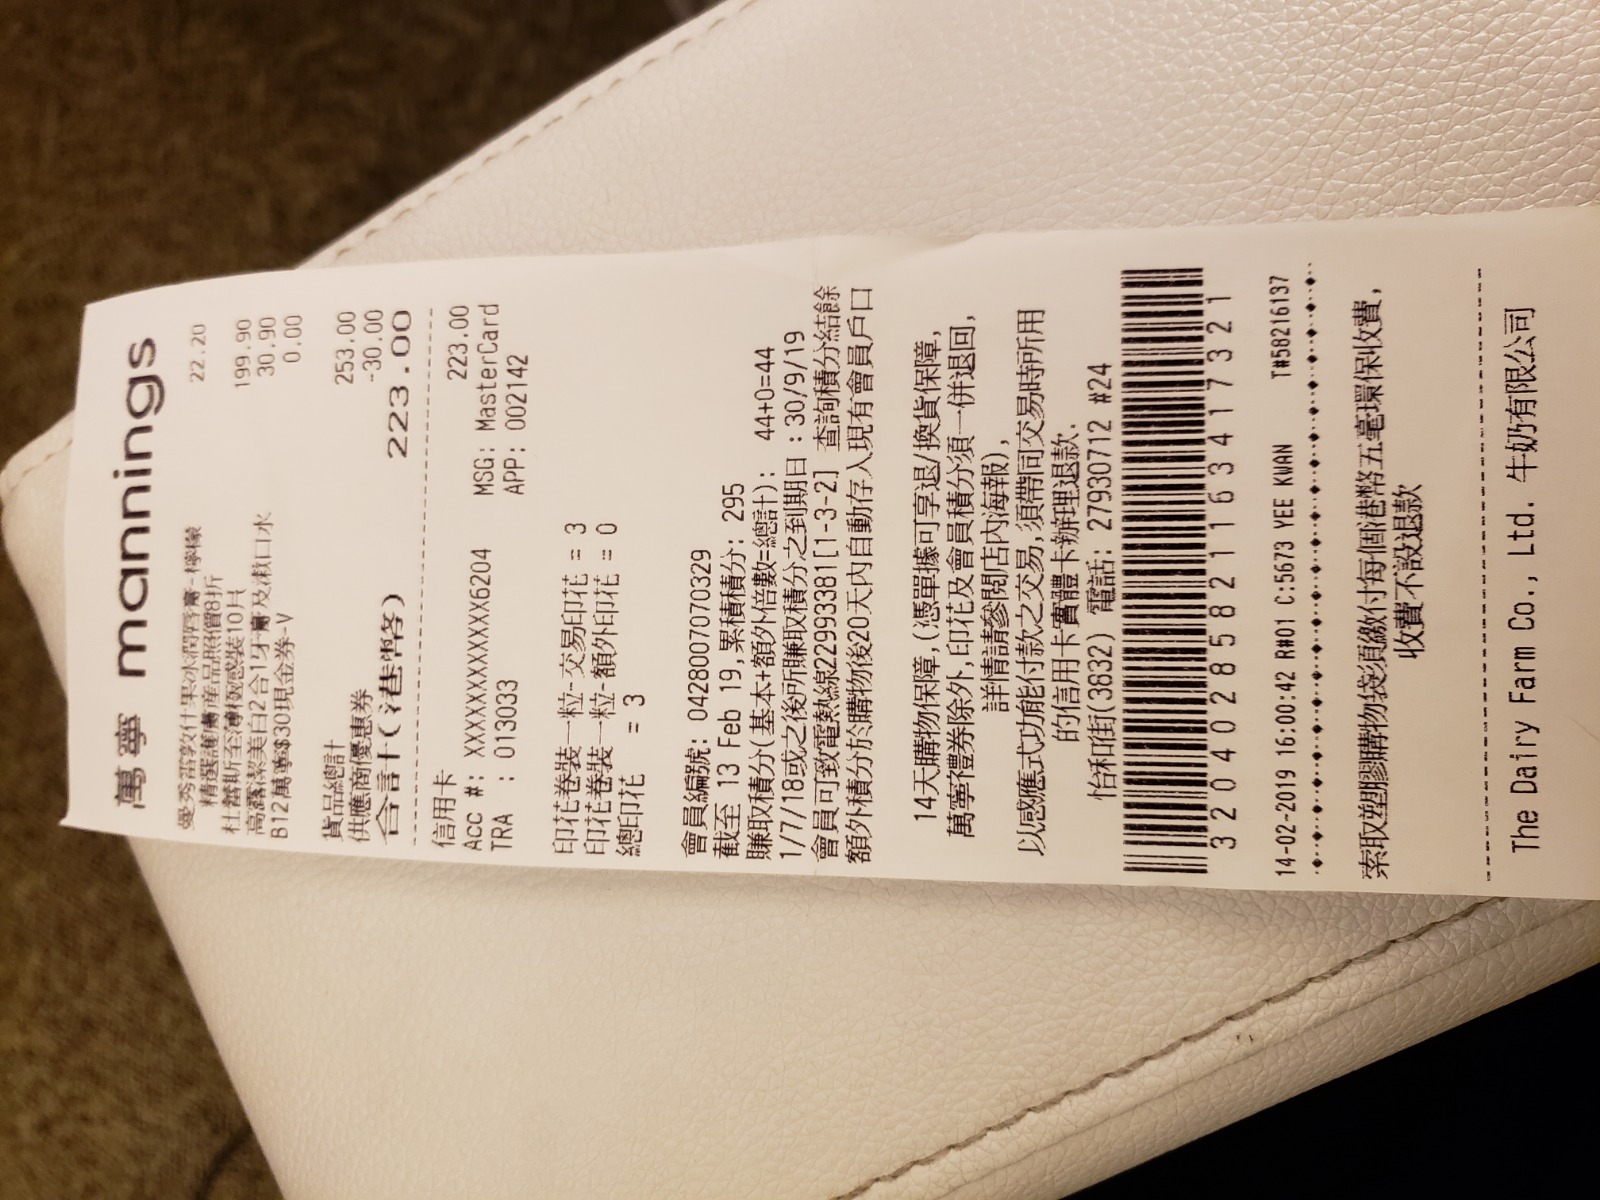 萬寧 mannings
曼秀雷敦什果冰潤唇膏-檸檬 22.20
精選護膚產品照價8折
杜蕾斯至薄極感裝10片 199.90
高露潔美白2合1牙膏及漱口水 30.90
B12萬寧$30現金券-V 0.00
貨品總計 253.00
供應商優惠券 -30.00
合計(港幣) 223.00
信用卡 223.00
Acc #: XXXXXXXXXXXX6204 MSG: MasterCard
TRA : 013033 APP: 002142
印花卷裝一粒-交易印花 = 3
印花卷裝一粒-額外印花 = 0
總印花 = 3
會員編號: 0428007070329
截至 13 Feb 19,累積積分: 295
賺取積分(基本+額外倍數=總計): 44+0=44
1/7/18或之後所賺取積分之到期日：30/9/19
會員可致電熱線22993381[1-3-2] 查詢積分結餘
額外積分於購物後20天內自動存入現有會員戶口
14天購物保障,(憑單據可享退/換貨保障,
萬寧禮券除外,印花及會員積分須一併退回,
詳情請參閱店內海報),
以感應式功能付款之交易,須帶同交易時所用
的信用卡實體卡辦理退款.
怡和街(3832) 電話: 27930712 #24
32040285821163417321
14-02-2019 16:00:42 R#01 C:5673 YEE KWAN T#58216137
索取塑膠購物袋須繳付每個港幣五毫環保收費,
收費不設退款
The Dairy Farm Co., Ltd. 牛奶有限公司